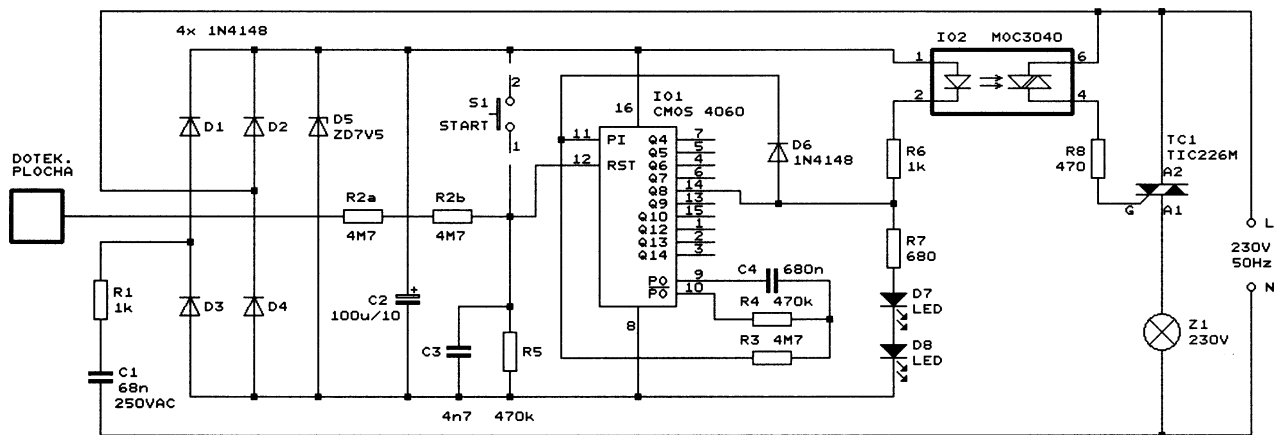 4x 1N4148
IO2 MOC3040
1
6
2
4
2
S1
START
1
16
IO1
CMOS 4060
11
PI
12
RST
Q4 7
Q5 5
Q6 4
Q7 6
Q8 14
Q9 13
Q10 15
Q12 1
Q13 2
Q14 3
PO 9
PO 10
8
D1
D2
D5
ZD7V5
D6
1N4148
R6
1k
R8
470
TC1
TIC226M
A2
G
A1
DOTEK.
PLOCHA
R2a
4M7
R2b
4M7
R7
680
L
230V
50Hz
N
R1
1k
D3
D4
C2
100u/10
+
C4 680n
R4 470k
R3 4M7
D7
LED
D8
LED
Z1
230V
C1
68n
250VAC
C3
4n7
R5
470k